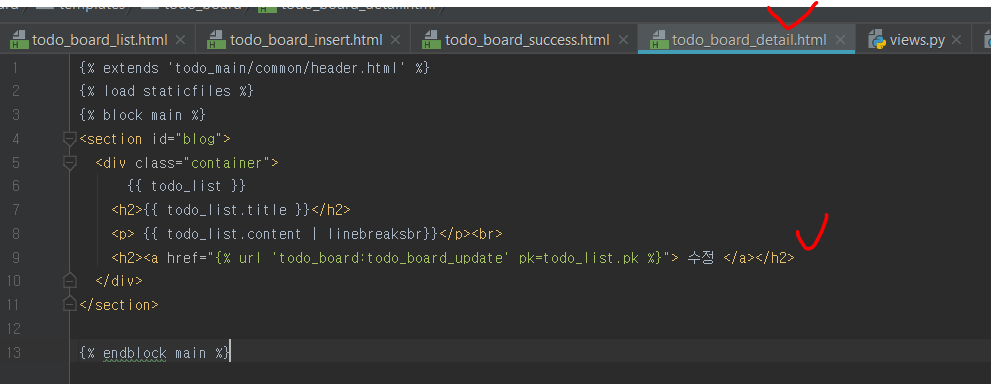 templates todo_board todo_board_detail.html
todo_board_list.html todo_board_insert.html todo_board_success.html todo_board_detail.html views.py
1 {% extends 'todo_main/common/header.html' %}
2 {% load staticfiles %}
3 {% block main %}
4 <section id="blog">
5 <div class="container">
6 {{ todo_list }}
7 <h2>{{ todo_list.title }}</h2>
8 <p> {{ todo_list.content | linebreaksbr}}</p><br>
9 <h2><a href="{% url 'todo_board:todo_board_update' pk=todo_list.pk %}"> 수정 </a></h2>
10 </div>
11 </section>
12
13 {% endblock main %}